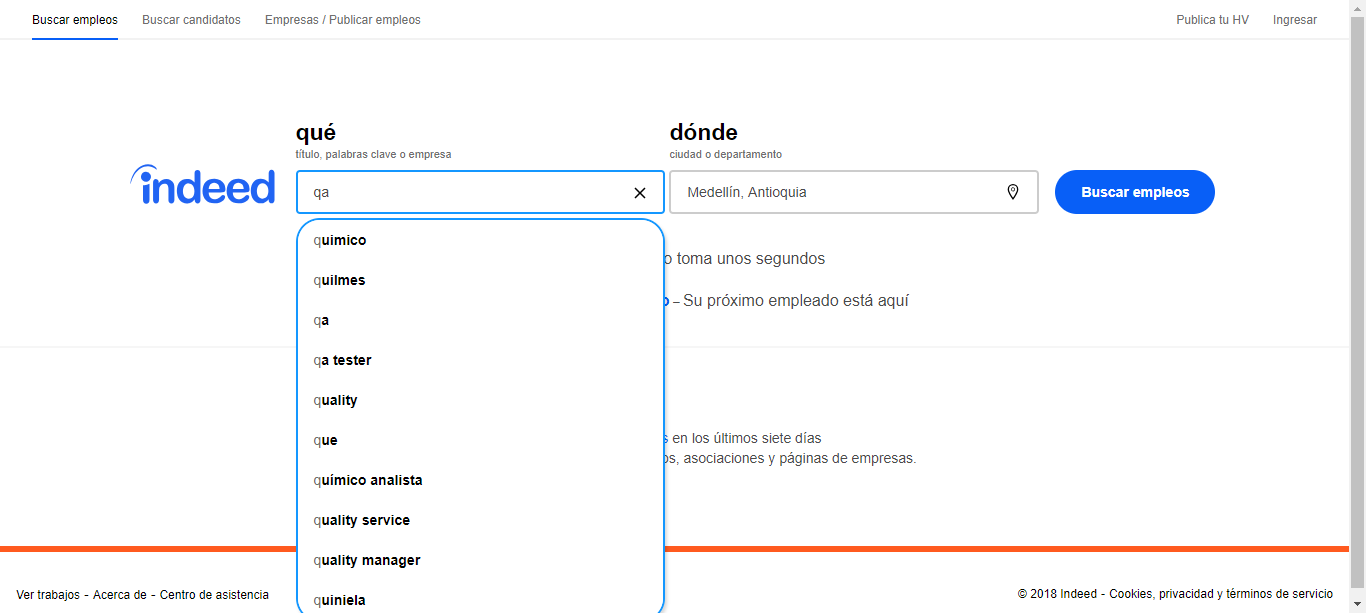 Buscar empleos Buscar candidatos Empresas / Publicar empleos Publica tu HV Ingresar
qué dónde
título, palabras clave o empresa ciudad o departamento
indeed qa Medellín, Antioquia Buscar empleos
quimico
toma unos segundos
quilmes
– Su próximo empleado está aquí
qa
qa tester
quality
que
en los últimos siete días
asociaciones y páginas de empresas.
químico analista
quality service
quality manager
quiniela
Ver trabajos - Acerca de - Centro de asistencia © 2018 Indeed - Cookies, privacidad y términos de servicio